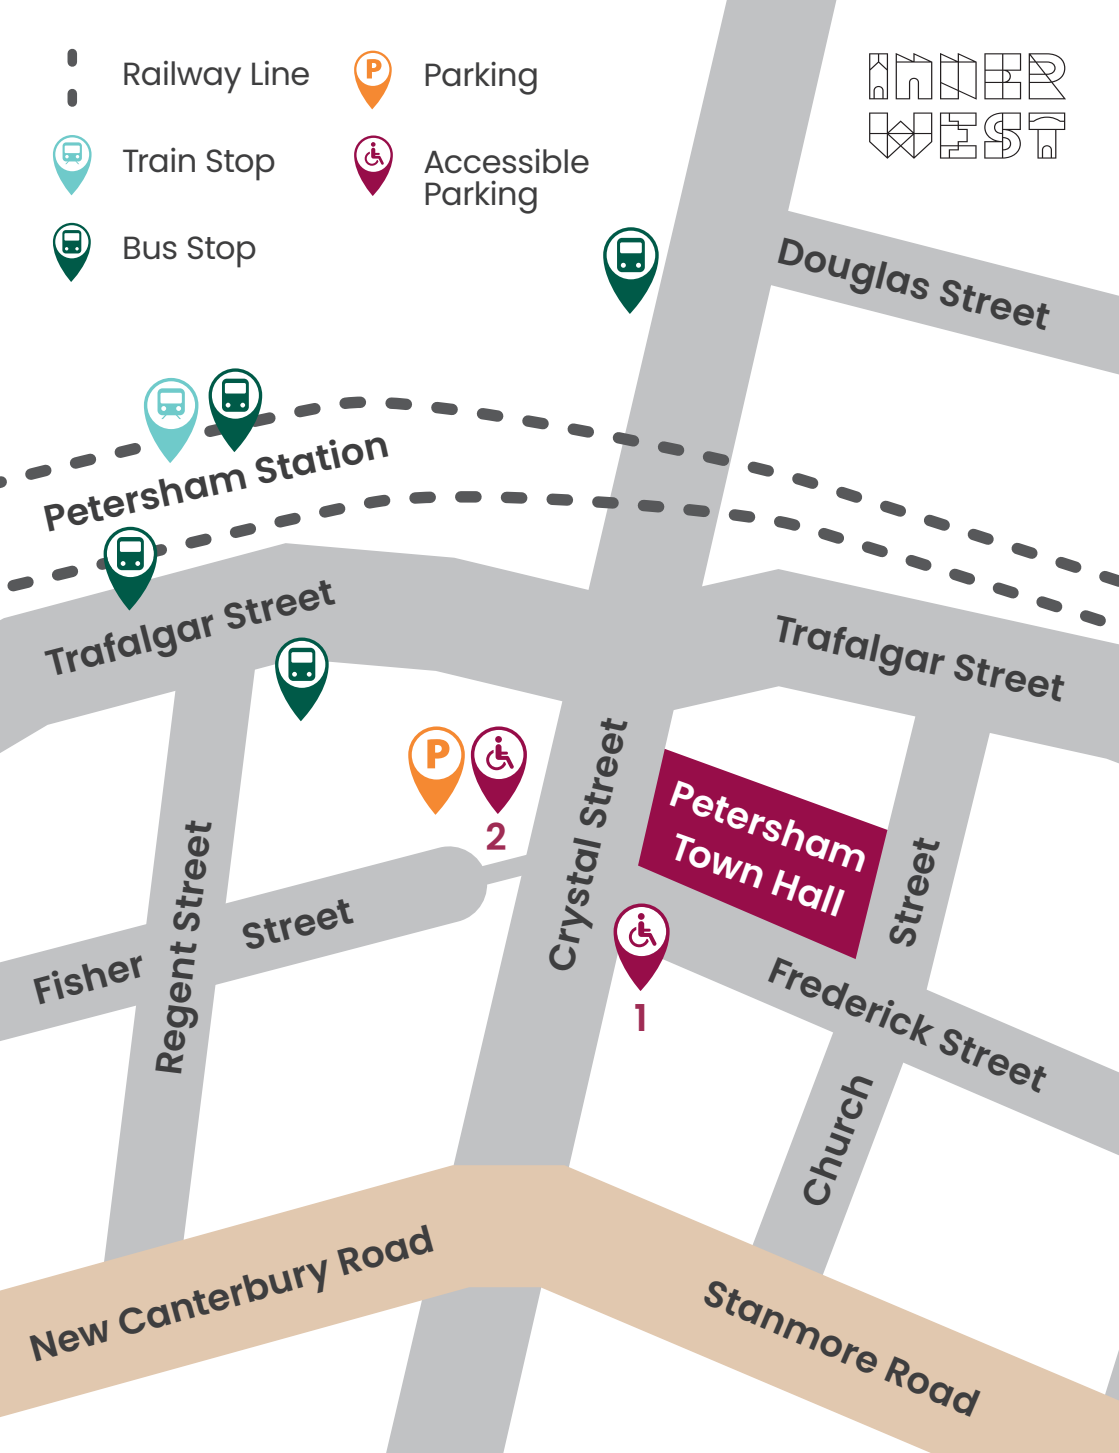 Railway Line
Train Stop
Bus Stop
P
Parking
Accessible
Parking
INNER
WEST
Douglas Street
Petersham Station
Trafalgar Street
Trafalgar Street
P
2
Crystal Street
Petersham
Town Hall
Regent Street
Fisher
Street
Street
1
Frederick Street
Church
New Canterbury Road
Stanmore Road